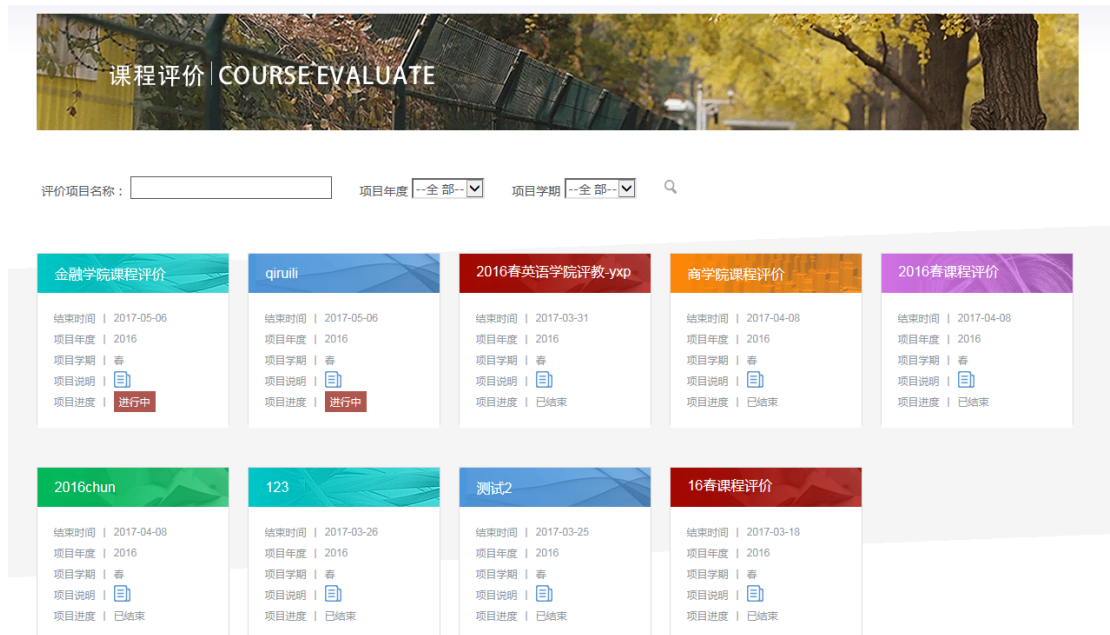 课程评价 | COURSE EVALUATE
评价项目名称： 项目年度 --全 部-- 项目学期 --全 部--
金融学院课程评价
结束时间 | 2017-05-06
项目年度 | 2016
项目学期 | 春
项目说明 |
项目进度 | 进行中
qiruili
结束时间 | 2017-05-06
项目年度 | 2016
项目学期 | 春
项目说明 |
项目进度 | 进行中
2016春英语学院评教-yxp
结束时间 | 2017-03-31
项目年度 | 2016
项目学期 | 春
项目说明 |
项目进度 | 已结束
商学院课程评价
结束时间 | 2017-04-08
项目年度 | 2016
项目学期 | 春
项目说明 |
项目进度 | 已结束
2016春课程评价
结束时间 | 2017-04-08
项目年度 | 2016
项目学期 | 春
项目说明 |
项目进度 | 已结束
2016chun
结束时间 | 2017-04-08
项目年度 | 2016
项目学期 | 春
项目说明 |
项目进度 | 已结束
123
结束时间 | 2017-03-26
项目年度 | 2016
项目学期 | 春
项目说明 |
项目进度 | 已结束
测试2
结束时间 | 2017-03-25
项目年度 | 2016
项目学期 | 春
项目说明 |
项目进度 | 已结束
16春课程评价
结束时间 | 2017-03-18
项目年度 | 2016
项目学期 | 春
项目说明 |
项目进度 | 已结束